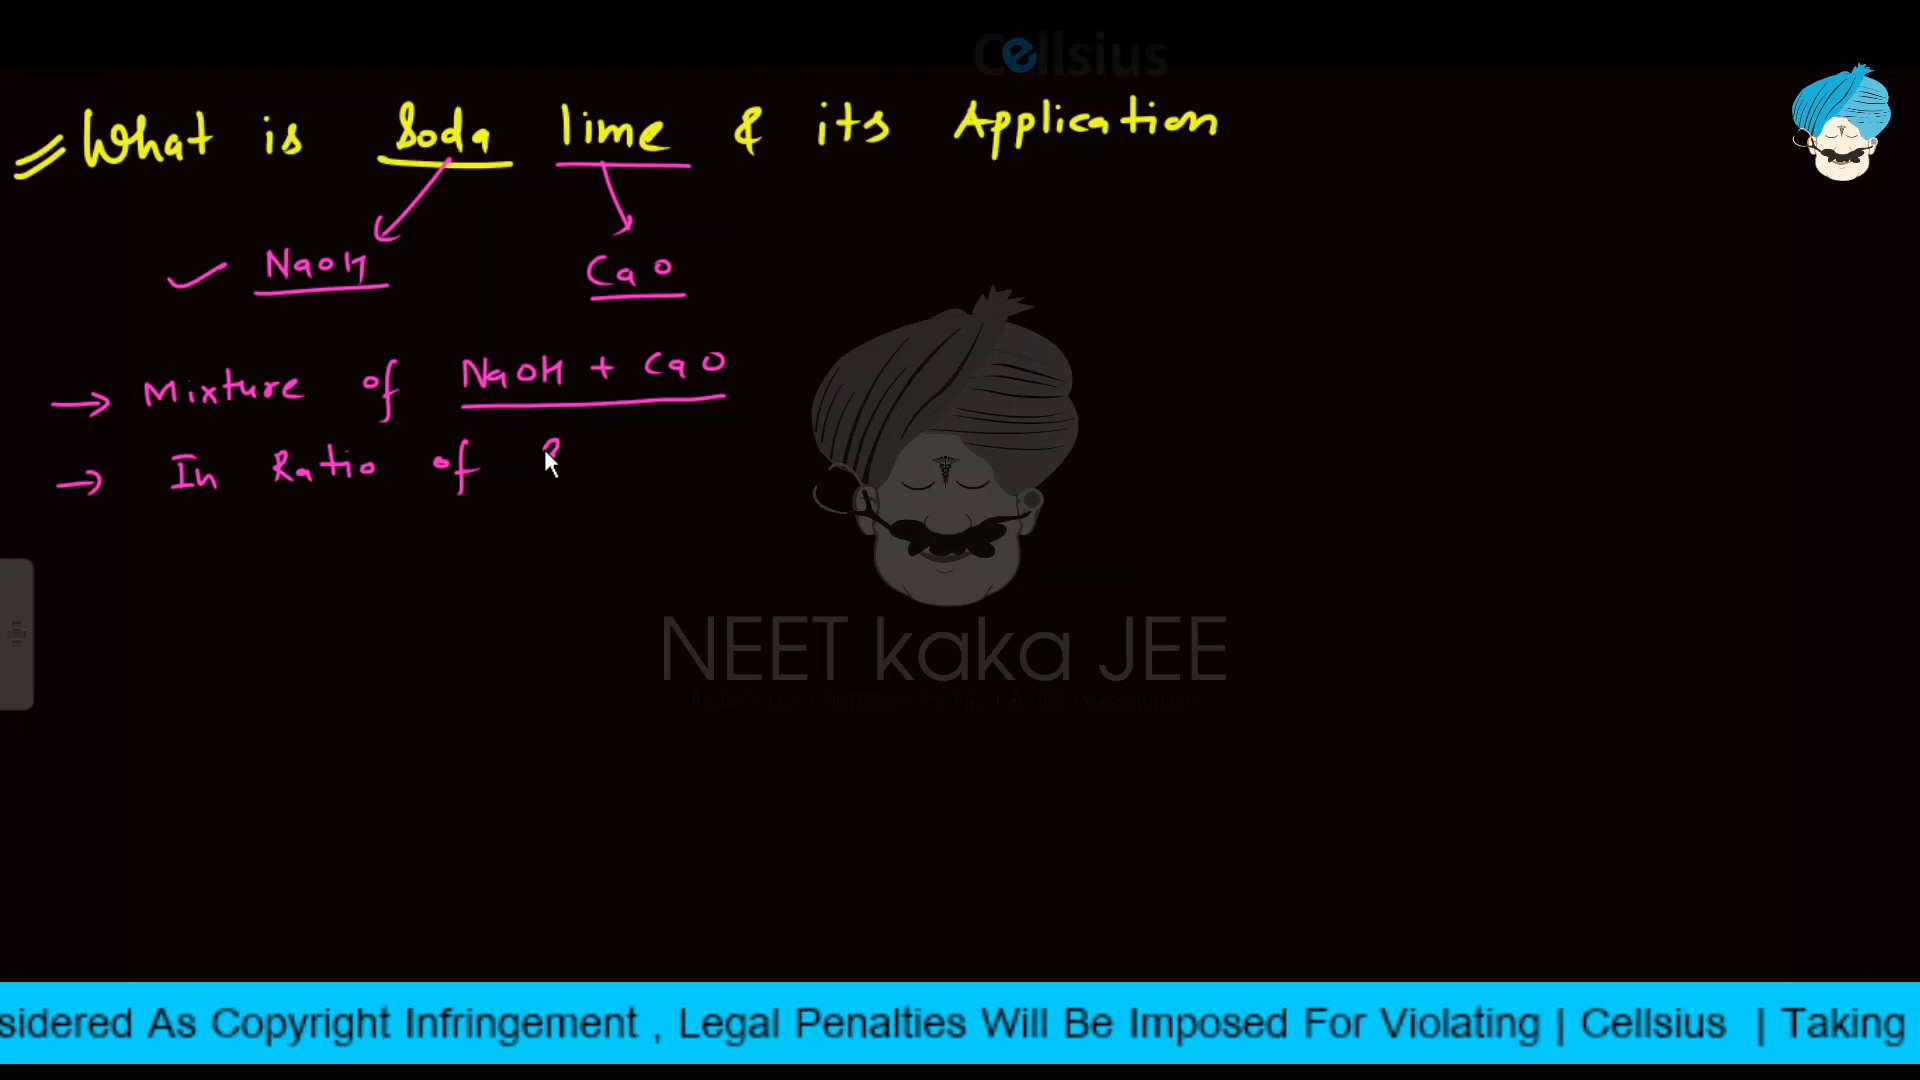 Cellsius
What is Soda lime & its Application
NaOH CaO
→ Mixture of NaOH + CaO
→ In Ratio of
NEET kaka JEE
sidered As Copyright Infringement , Legal Penalties Will Be Imposed For Violating | Cellsius | Taking